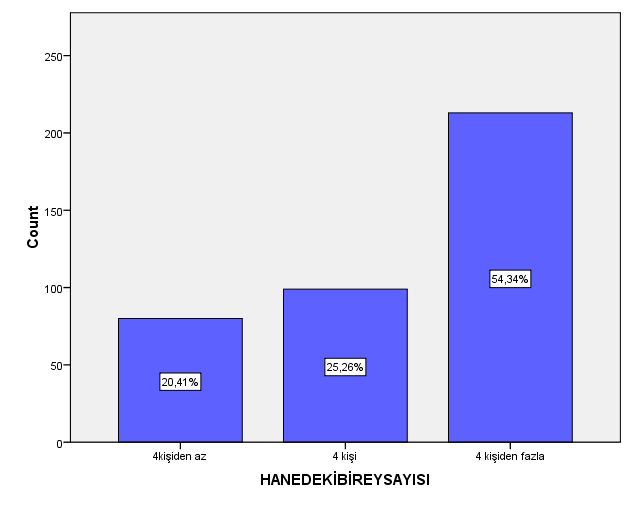 Count
250
200
150
100
50
0
20,41%
25,26%
54,34%
4kişiden az
4 kişi
4 kişiden fazla
HANEDEKİBİREYSAYISI